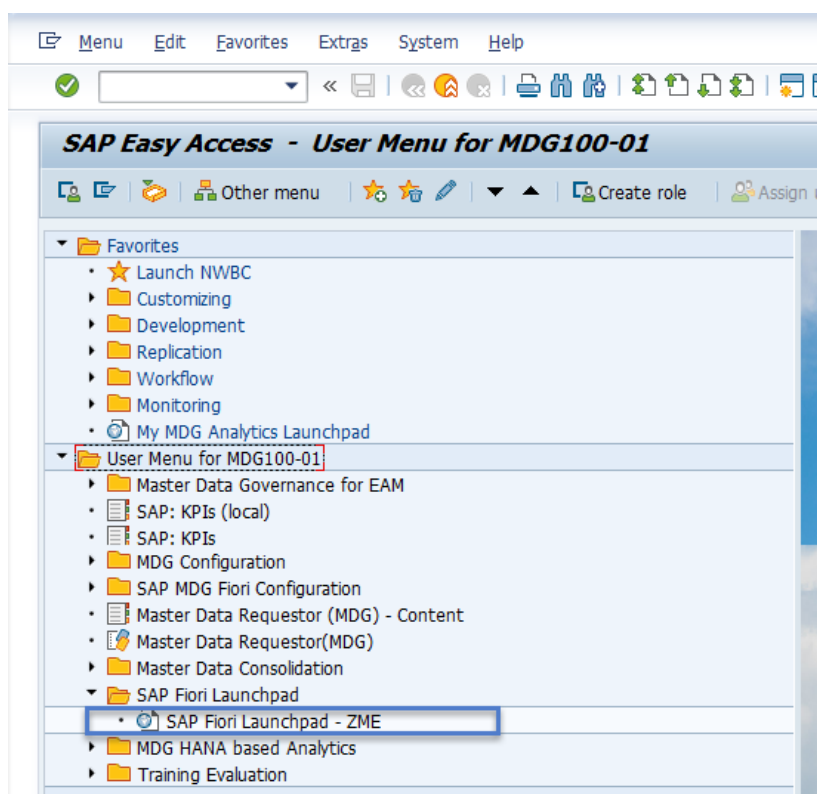 Menu Edit Favorites Extras System Help
SAP Easy Access - User Menu for MDG100-01
Other menu Create role Assign
Favorites
Launch NWBC
Customizing
Development
Replication
Workflow
Monitoring
My MDG Analytics Launchpad
User Menu for MDG100-01
Master Data Governance for EAM
SAP: KPIs (local)
SAP: KPIs
MDG Configuration
SAP MDG Fiori Configuration
Master Data Requestor (MDG) - Content
Master Data Requestor(MDG)
Master Data Consolidation
SAP Fiori Launchpad
SAP Fiori Launchpad - ZME
MDG HANA based Analytics
Training Evaluation